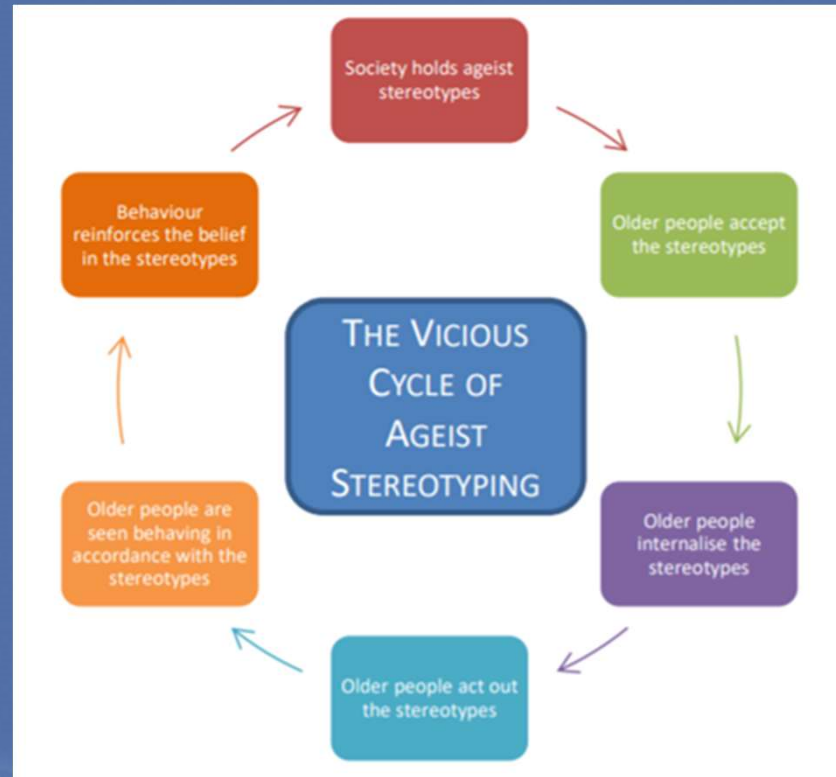 Society holds ageist
stereotypes
Older people accept
the stereotypes
Older people
internalise the
stereotypes
Older people act out
the stereotypes
Older people are
seen behaving in
accordance with the
stereotypes
Behaviour
reinforces the belief
in the stereotypes
THE VICIOUS
CYCLE OF
AGEIST
STEREOTYPING